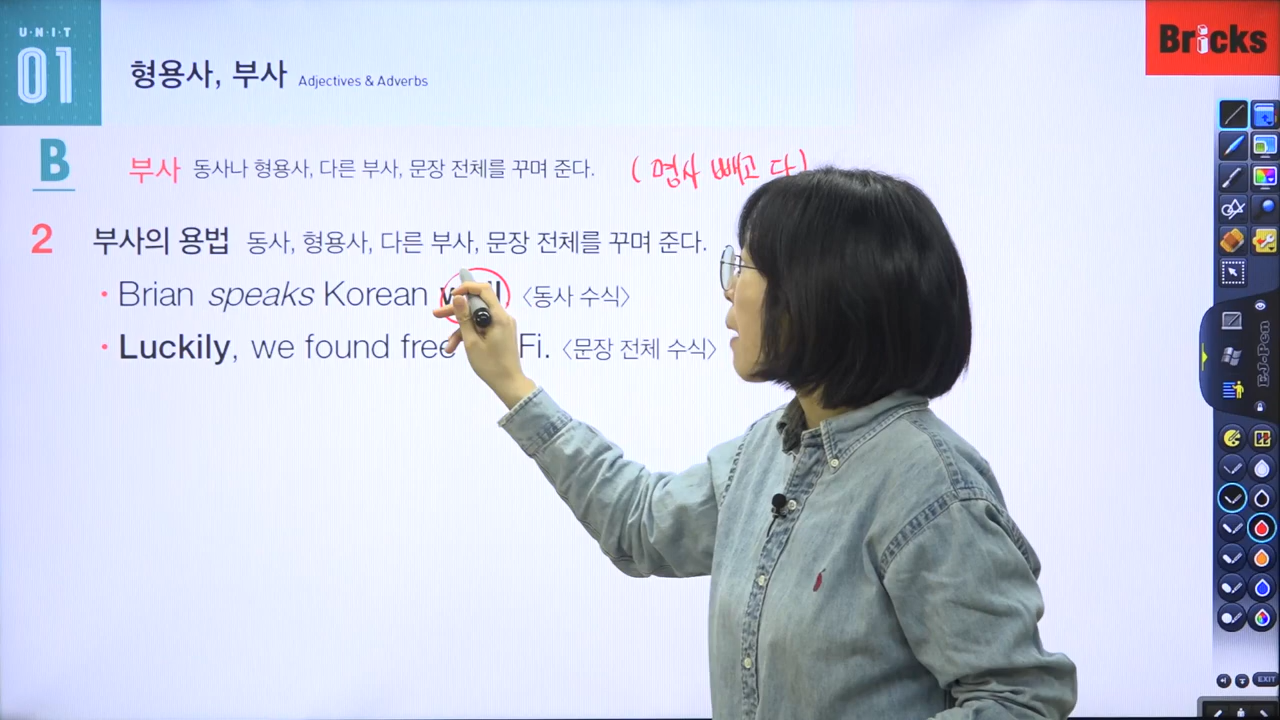 U·N·I·T
01
형용사, 부사 Adjectives & Adverbs
Bricks
B
부사 동사나 형용사, 다른 부사, 문장 전체를 꾸며 준다. (명사 빼고 다)
2 부사의 용법 동사, 형용사, 다른 부사, 문장 전체를 꾸며 준다.
• Brian speaks Korean 〈동사 수식〉
• Luckily, we found free Fi. 〈문장 전체 수식〉
EJ-Pen
EXIT